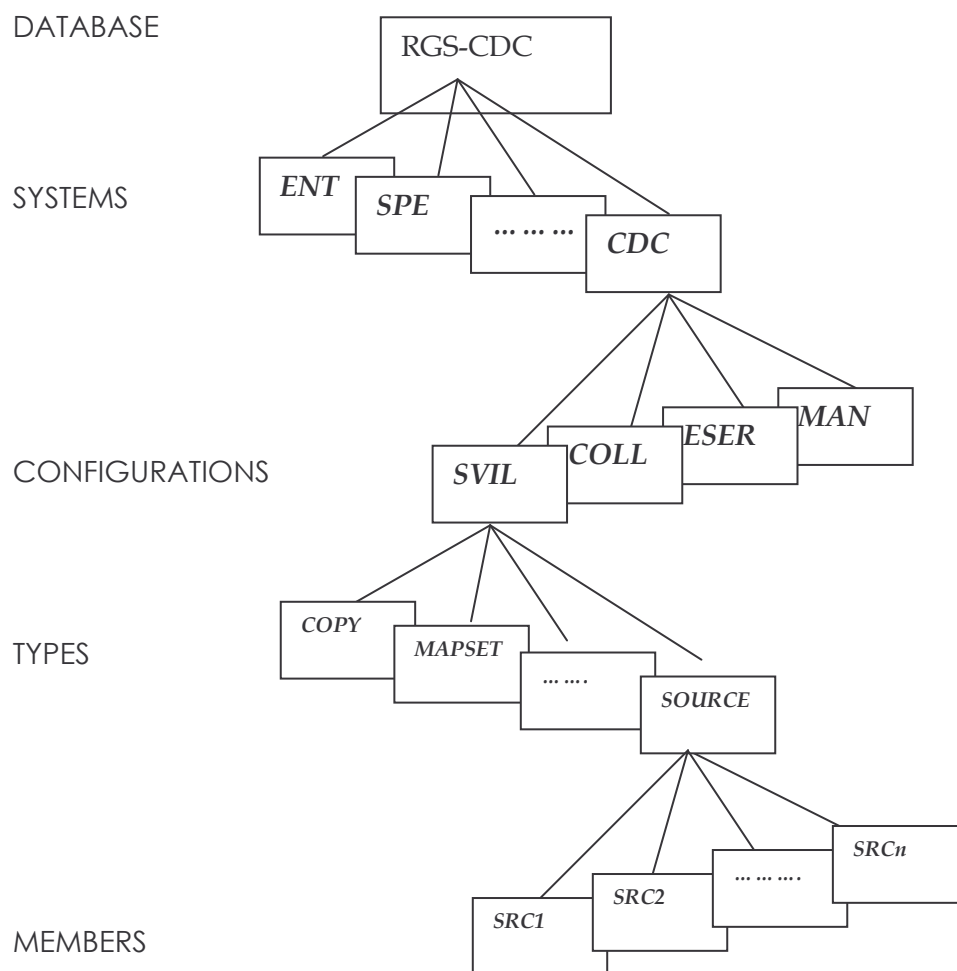 DATABASE
RGS-CDC
SYSTEMS
ENT
SPE
... ... ...
CDC
CONFIGURATIONS
SVIL
COLL
ESER
MAN
TYPES
COPY
MAPSET
... ... .
SOURCE
MEMBERS
SRC1
SRC2
... ... ... .
SRCn